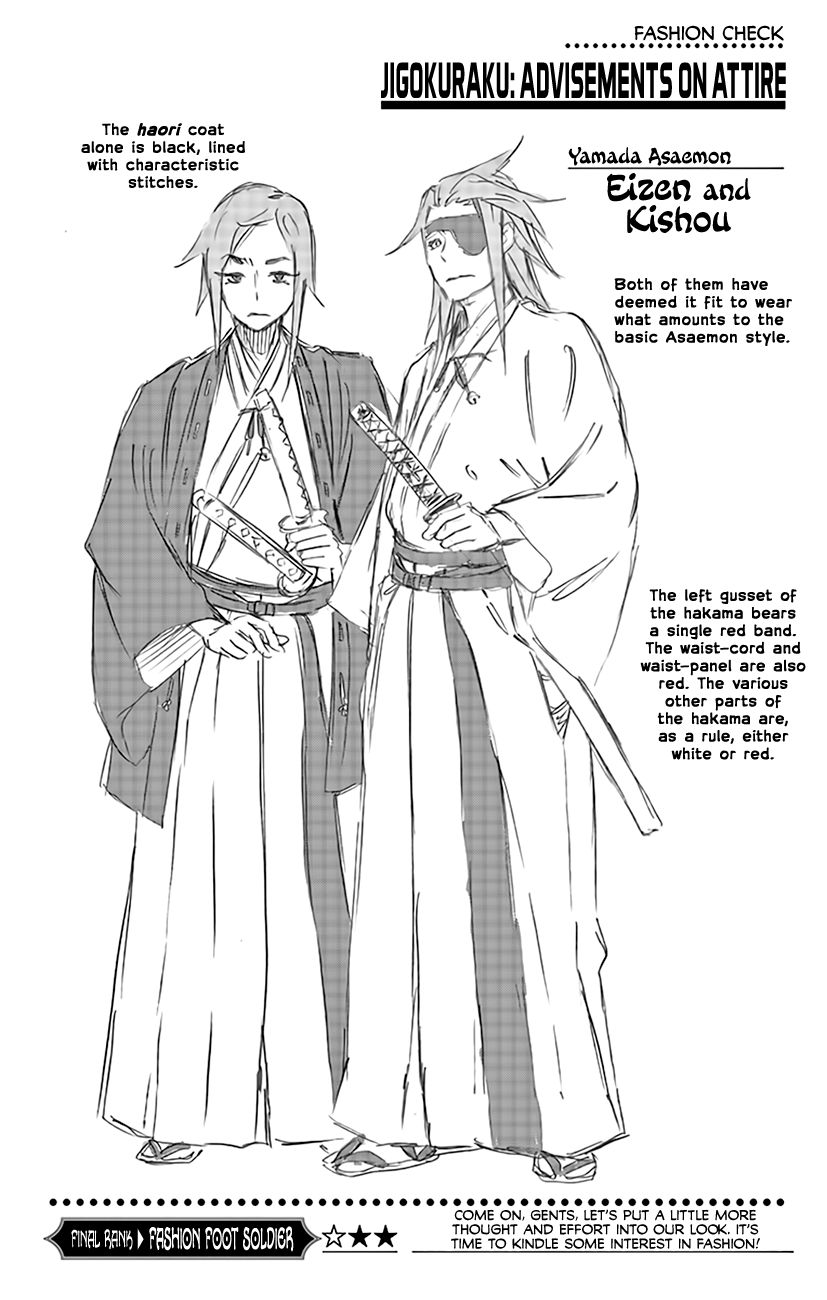 FASHION CHECK
JIGOKURAKU: ADVISEMENTS ON ATTIRE
The haori coat
alone is black, lined
with characteristic
stitches.
Yamada Asaemon
Eizen and
Kishou
Both of them have
deemed it fit to wear
what amounts to the
basic Asaemon style.
The left gusset of
the hakama bears
a single red band.
The waist-cord and
waist-panel are also
red. The various
other parts of
the hakama are,
as a rule, either
white or red.
FINAL RANK ▶ FASHION FOOT SOLDIER ☆★★
COME ON, GENTS, LET'S PUT A LITTLE MORE
THOUGHT AND EFFORT INTO OUR LOOK. IT'S
TIME TO KINDLE SOME INTEREST IN FASHION!